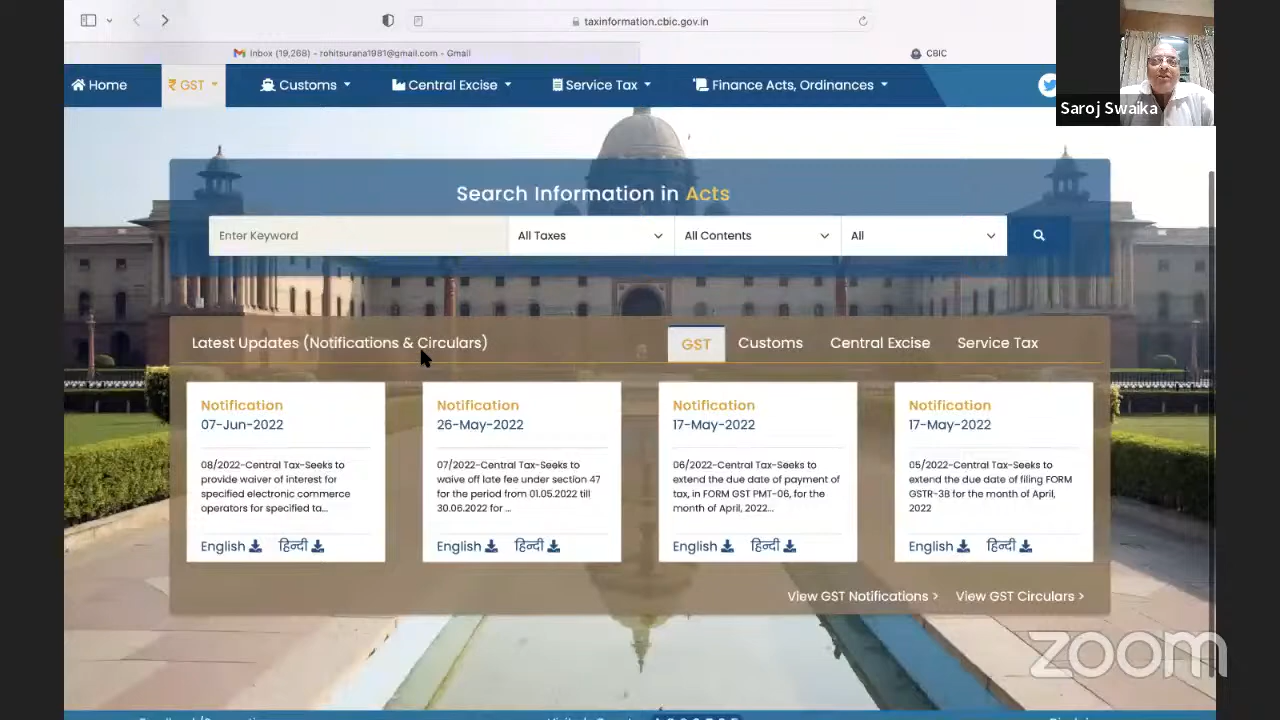 taxinformation.cbic.gov.in
Inbox (19,268) - rohitsurana1981@gmail.com - Gmail
CBIC
Home
GST
Customs
Central Excise
Service Tax
Finance Acts, Ordinances
Saroj Swaika
Search Information in Acts
Enter Keyword
All Taxes
All Contents
All
Latest Updates (Notifications & Circulars)
GST
Customs
Central Excise
Service Tax
Notification
07-Jun-2022
08/2022-Central Tax-Seeks to
provide waiver of interest for
specified electronic commerce
operators for specified ta...
English
हिन्दी
Notification
26-May-2022
07/2022-Central Tax-Seeks to
waive off late fee under section 47
for the period from 01.05.2022 till
30.06.2022 for ...
English
हिन्दी
Notification
17-May-2022
06/2022-Central Tax-Seeks to
extend the due date of payment of
tax, in FORM GST PMT-06, for the
month of April, 2022...
English
हिन्दी
Notification
17-May-2022
05/2022-Central Tax-Seeks to
extend the due date of filing FORM
GSTR-3B for the month of April,
2022
English
हिन्दी
View GST Notifications >
View GST Circulars >
zoom